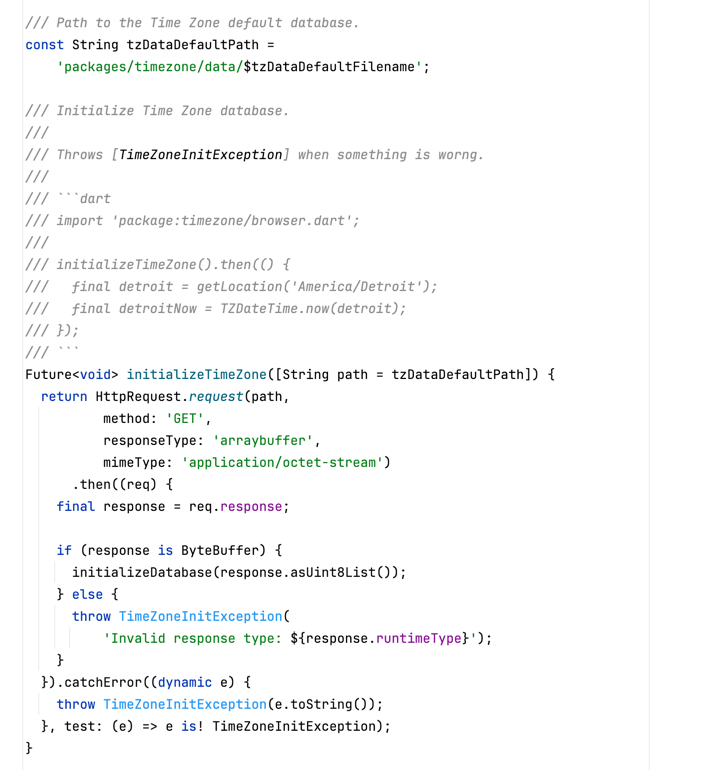 /// Path to the Time Zone default database.
const String tzDataDefaultPath =
    'packages/timezone/data/$tzDataDefaultFilename';

/// Initialize Time Zone database.
///
/// Throws [TimeZoneInitException] when something is worng.
///
/// ```dart
/// import 'package:timezone/browser.dart';
///
/// initializeTimeZone().then(() {
///   final detroit = getLocation('America/Detroit');
///   final detroitNow = TZDateTime.now(detroit);
/// });
/// ```
Future<void> initializeTimeZone([String path = tzDataDefaultPath]) {
  return HttpRequest.request(path,
          method: 'GET',
          responseType: 'arraybuffer',
          mimeType: 'application/octet-stream')
      .then((req) {
    final response = req.response;

    if (response is ByteBuffer) {
      initializeDatabase(response.asUint8List());
    } else {
      throw TimeZoneInitException(
          'Invalid response type: ${response.runtimeType}');
    }
  }).catchError((dynamic e) {
    throw TimeZoneInitException(e.toString());
  }, test: (e) => e is! TimeZoneInitException);
}